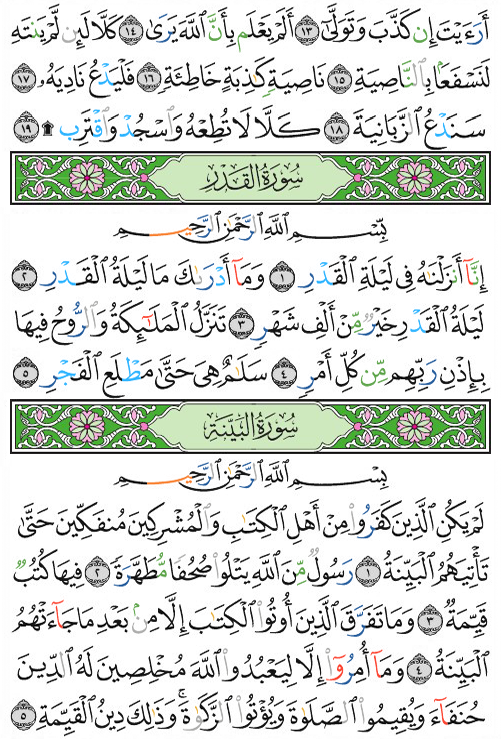 أَرَءَيْتَ إِن كَذَّبَ وَتَوَلَّىٰٓ ١٣ أَلَمْ يَعْلَم بِأَنَّ ٱللَّهَ يَرَىٰ ١٤ كَلَّا لَئِن لَّمْ يَنتَهِ
لَنَسْفَعًۢا بِٱلنَّاصِيَةِ ١٥ نَاصِيَةٍ كَـٰذِبَةٍ خَاطِئَةٍ ١٦ فَلْيَدْعُ نَادِيَهُۥ ١٧
سَنَدْعُ ٱلزَّبَانِيَةَ ١٨ كَلَّا لَا تُطِعْهُ وَٱسْجُدْ وَٱقْتَرِب ۩ ١٩
سُورَةُ الْقَدْرِ
بِسْمِ ٱللَّهِ ٱلرَّحْمَـٰنِ ٱلرَّحِيمِ
إِنَّآ أَنزَلْنَـٰهُ فِى لَيْلَةِ ٱلْقَدْرِ ١ وَمَآ أَدْرَىٰكَ مَا لَيْلَةُ ٱلْقَدْرِ ٢
لَيْلَةُ ٱلْقَدْرِ خَيْرٌ مِّنْ أَلْفِ شَهْرٍ ٣ تَنَزَّلُ ٱلْمَلَـٰٓئِكَةُ وَٱلرُّوحُ فِيهَا
بِإِذْنِ رَبِّهِم مِّن كُلِّ أَمْرٍ ٤ سَلَـٰمٌ هِىَ حَتَّىٰ مَطْلَعِ ٱلْفَجْرِ ٥
سُورَةُ الْبَيِّنَةِ
بِسْمِ ٱللَّهِ ٱلرَّحْمَـٰنِ ٱلرَّحِيمِ
لَمْ يَكُنِ ٱلَّذِينَ كَفَرُوا۟ مِنْ أَهْلِ ٱلْكِتَـٰبِ وَٱلْمُشْرِكِينَ مُنفَكِّينَ حَتَّىٰ
تَأْتِيَهُمُ ٱلْبَيِّنَةُ ١ رَسُولٌ مِّنَ ٱللَّهِ يَتْلُوا۟ صُحُفًا مُّطَهَّرَةً ٢ فِيهَا كُتُبٌ
قَيِّمَةٌ ٣ وَمَا تَفَرَّقَ ٱلَّذِينَ أُوتُوا۟ ٱلْكِتَـٰبَ إِلَّا مِنۢ بَعْدِ مَا جَآءَتْهُمُ
ٱلْبَيِّنَةُ ٤ وَمَآ أُمِرُوٓا۟ إِلَّا لِيَعْبُدُوا۟ ٱللَّهَ مُخْلِصِينَ لَهُ ٱلدِّينَ
حُنَفَآءَ وَيُقِيمُوا۟ ٱلصَّلَوٰةَ وَيُؤْتُوا۟ ٱلزَّكَوٰةَ ۚ وَذَٰلِكَ دِينُ ٱلْقَيِّمَةِ ٥